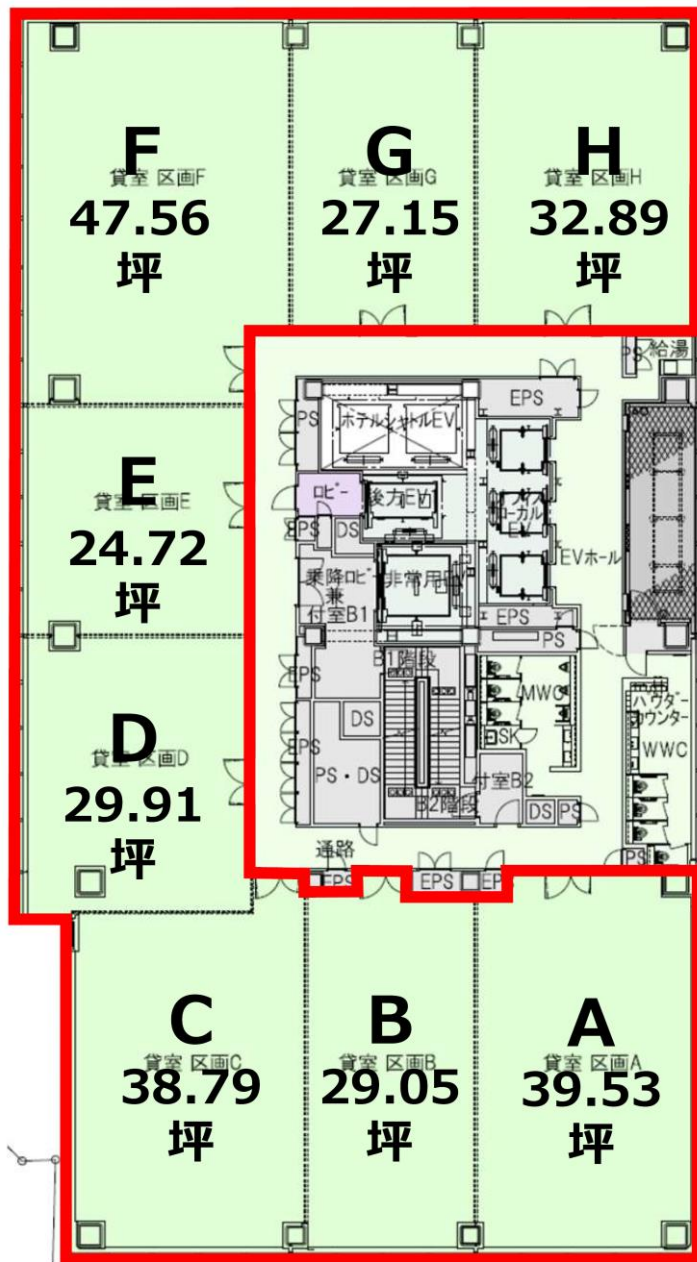 F
貸室 区画F
47.56
坪
G
貸室 区画G
27.15
坪
H
貸室 区画H
32.89
坪
PS
給湯
EPS
PS
ホテルシャトルEV
ロビー
後方EV
ローカル
EV
EPS
DS
EVホール
E
貸室 区画E
24.72
坪
乗降ロビー
兼
付室B1
非常用EV
EPS
PS
EPS
B1階段
MWC
パウダー
カウンター
DS
SK
WWC
D
貸室 区画D
29.91
坪
EPS
PS・DS
付室B2
B2階段
DS
PS
通路
PS
EPS
EPS
EPS
C
貸室 区画C
38.79
坪
B
貸室 区画B
29.05
坪
A
貸室 区画A
39.53
坪